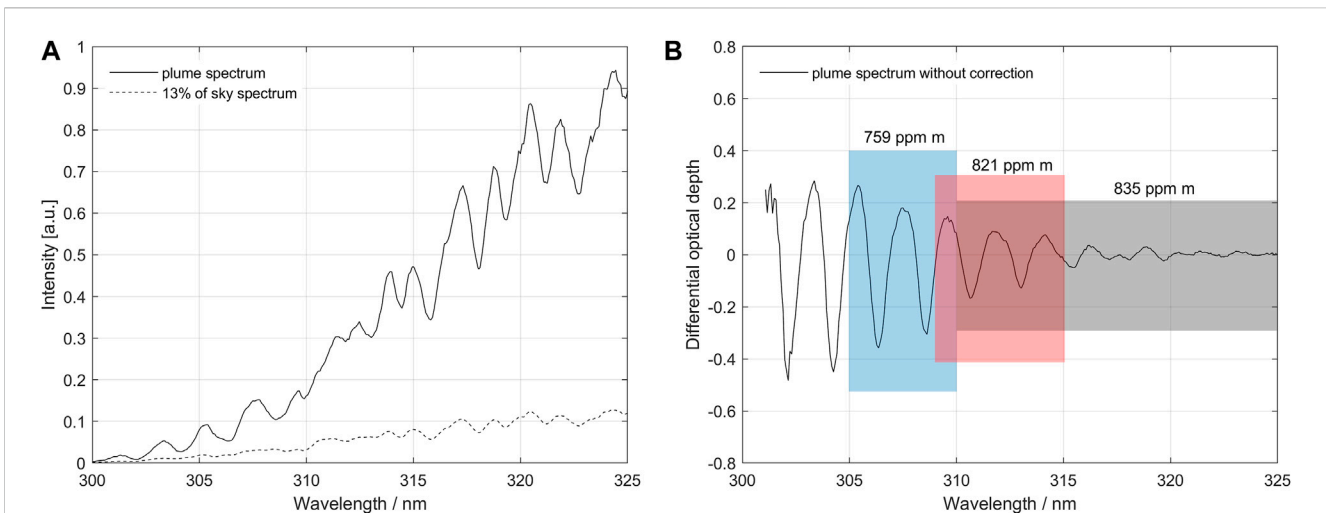 A
plume spectrum
13% of sky spectrum
Intensity [a.u.]
1
0.9
0.8
0.7
0.6
0.5
0.4
0.3
0.2
0.1
0
300
305
310
315
320
325
Wavelength / nm
B
plume spectrum without correction
759 ppm m
821 ppm m
835 ppm m
Differential optical depth
0.8
0.6
0.4
0.2
0
-0.2
-0.4
-0.6
-0.8
300
305
310
315
320
325
Wavelength / nm